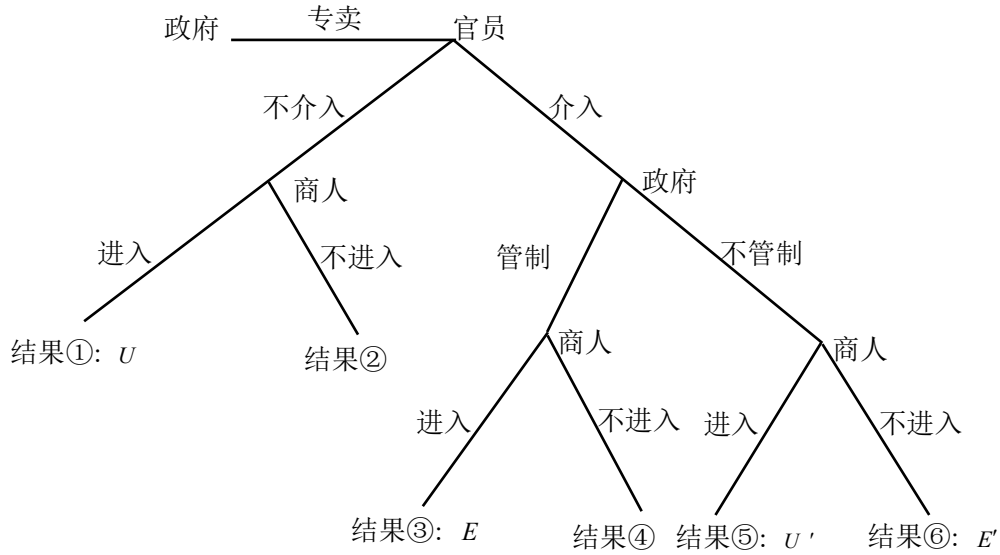 政府
专卖
官员
不介入
介入
商人
政府
进入
不进入
管制
不管制
结果①: U
结果②
商人
商人
进入
不进入
进入
不进入
结果③: E
结果④
结果⑤: U '
结果⑥: E'